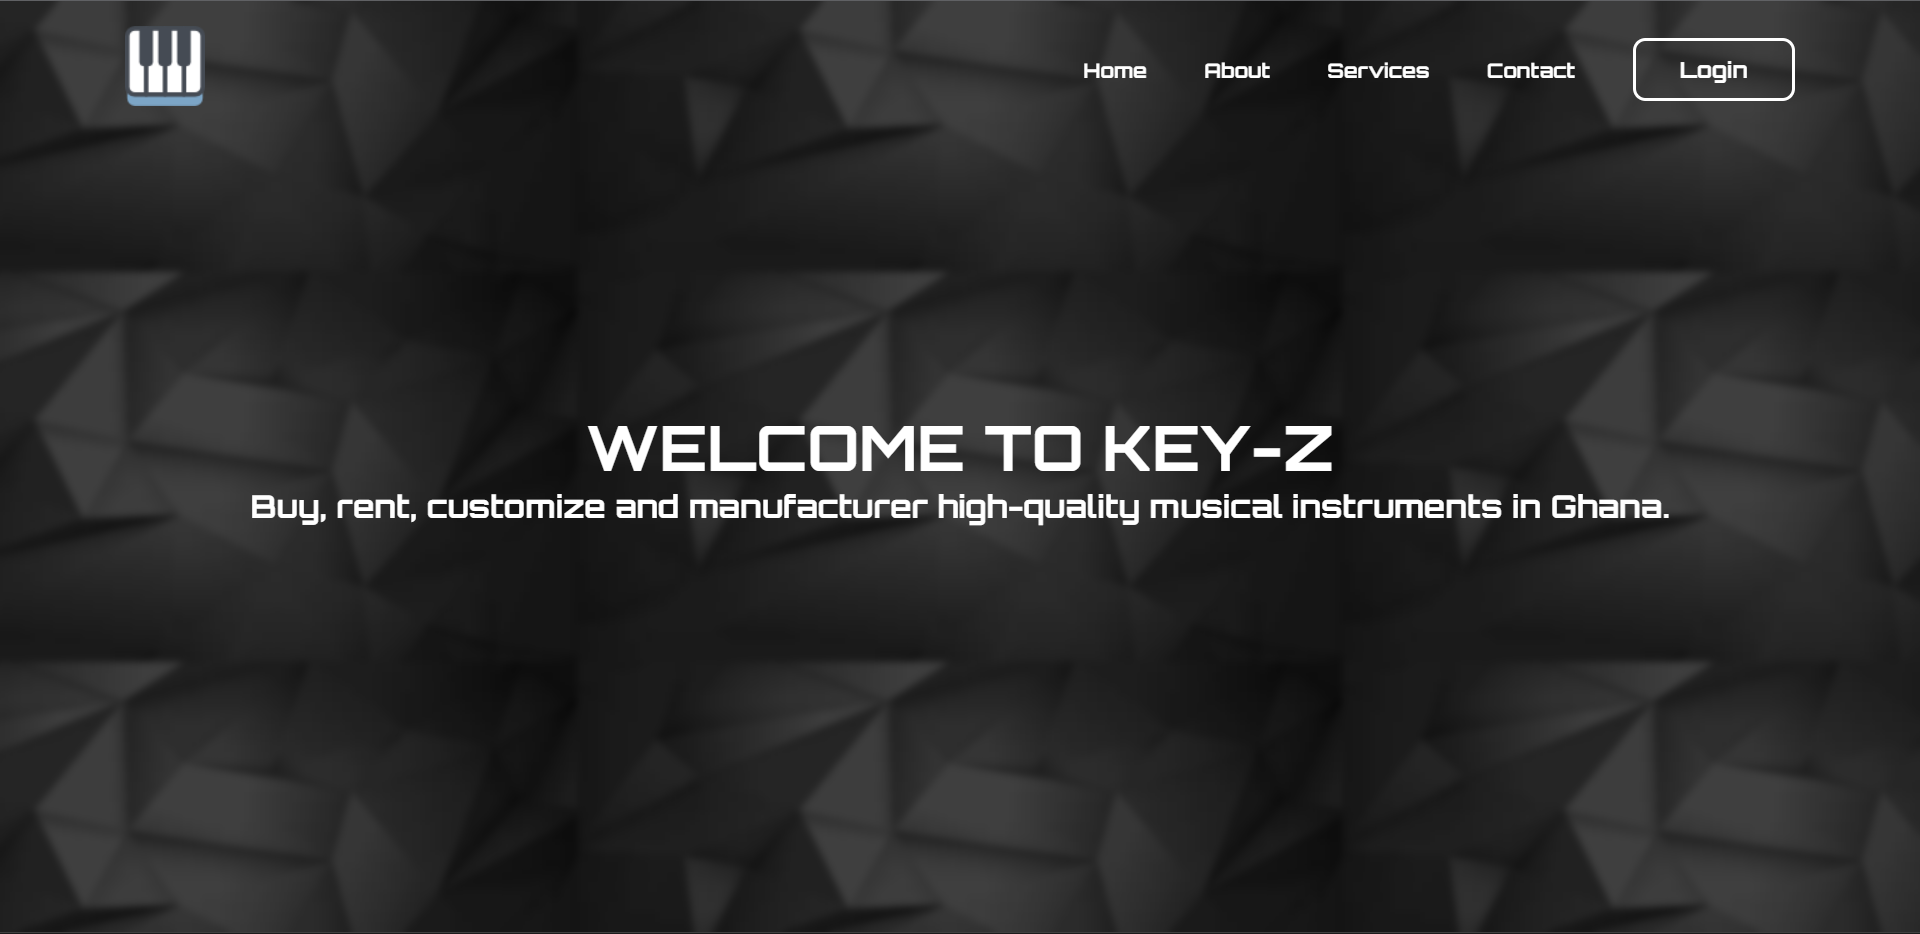 Home About Services Contact Login
WELCOME TO KEY-Z
Buy, rent, customize and manufacturer high-quality musical instruments in Ghana.